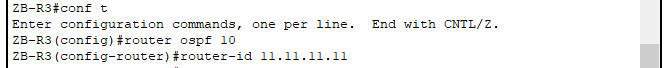 ZB-R3#conf t
Enter configuration commands, one per line.  End with CNTL/Z.
ZB-R3(config)#router ospf 10
ZB-R3(config-router)#router-id 11.11.11.11